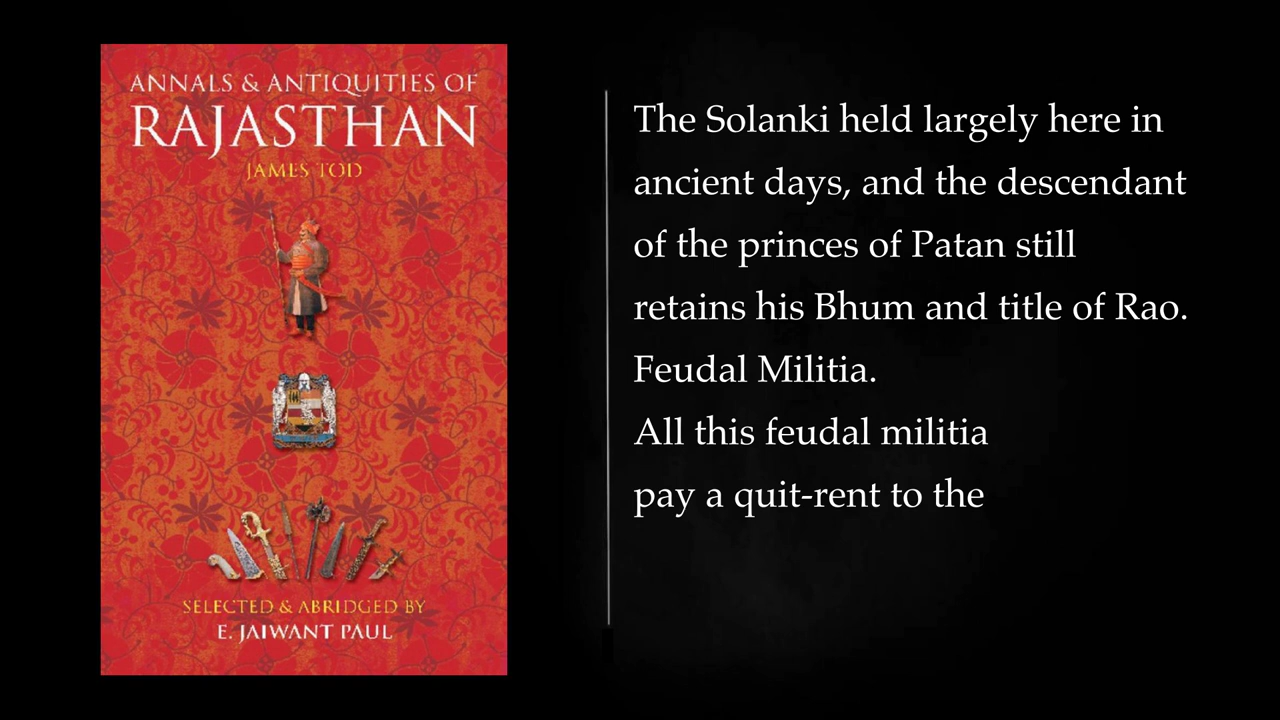 ANNALS & ANTIQUITIES OF
RAJASTHAN
JAMES TOD
SELECTED & ABRIDGED BY
E. JAIWANT PAUL
The Solanki held largely here in
ancient days, and the descendant
of the princes of Patan still
retains his Bhum and title of Rao.
Feudal Militia.
All this feudal militia
pay a quit-rent to the